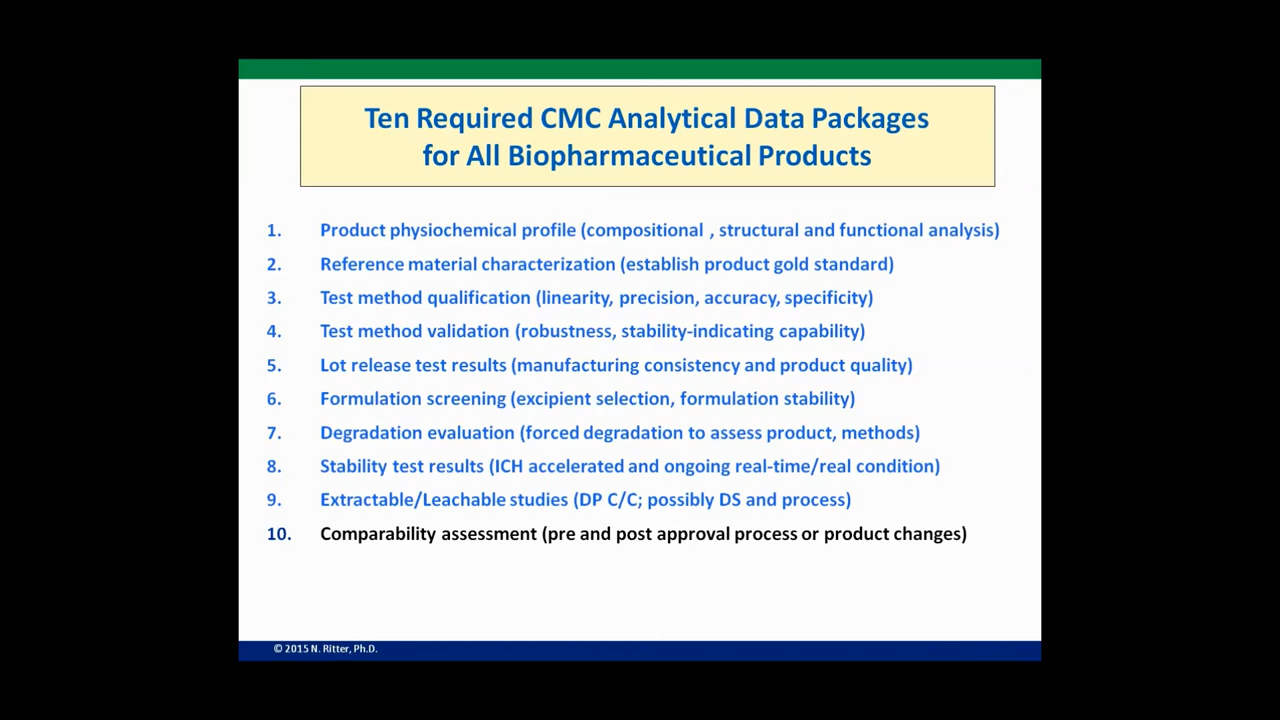 Ten Required CMC Analytical Data Packages
for All Biopharmaceutical Products
1. Product physiochemical profile (compositional , structural and functional analysis)
2. Reference material characterization (establish product gold standard)
3. Test method qualification (linearity, precision, accuracy, specificity)
4. Test method validation (robustness, stability-indicating capability)
5. Lot release test results (manufacturing consistency and product quality)
6. Formulation screening (excipient selection, formulation stability)
7. Degradation evaluation (forced degradation to assess product, methods)
8. Stability test results (ICH accelerated and ongoing real-time/real condition)
9. Extractable/Leachable studies (DP C/C; possibly DS and process)
10. Comparability assessment (pre and post approval process or product changes)
© 2015 N. Ritter, Ph.D.